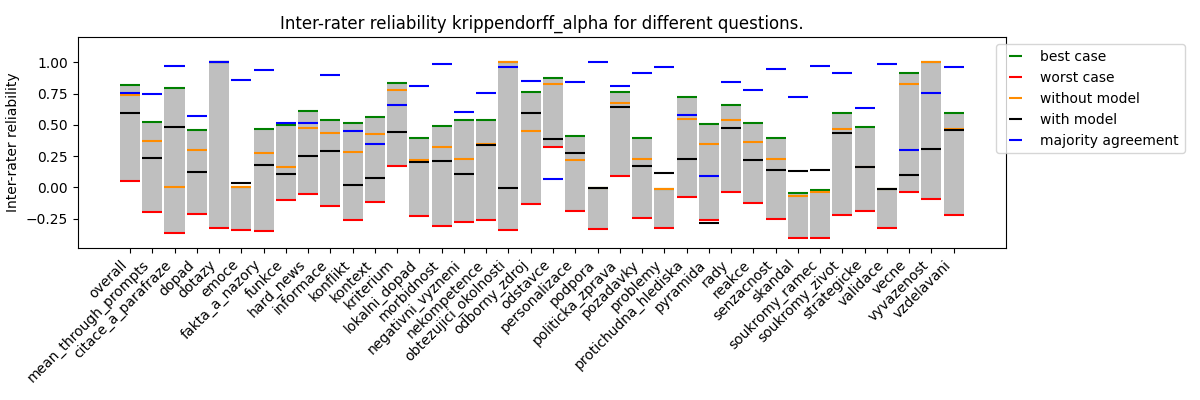 Inter-rater reliability krippendorff_alpha for different questions.
Inter-rater reliability
1.00
0.75
0.50
0.25
0.00
−0.25
best case
worst case
without model
with model
majority agreement
overall
mean_through_prompts
citace_a_parafraze
dopad
dotazy
emoce
fakta_a_nazory
funkce
hard_news
informace
konflikt
kontext
kriterium
lokalni_dopad
morbidnost
negativni_vyzneni
nekompetence
obtezujici_okolnosti
odborny_zdroj
odstavce
personalizace
podpora
politicka_zprava
pozadavky
problemy
protichudna_hlediska
pyramida
rady
reakce
senzacnost
skandal
soukromy_ramec
soukromy_zivot
strategicke
validace
vecne
vyvazenost
vzdelavani